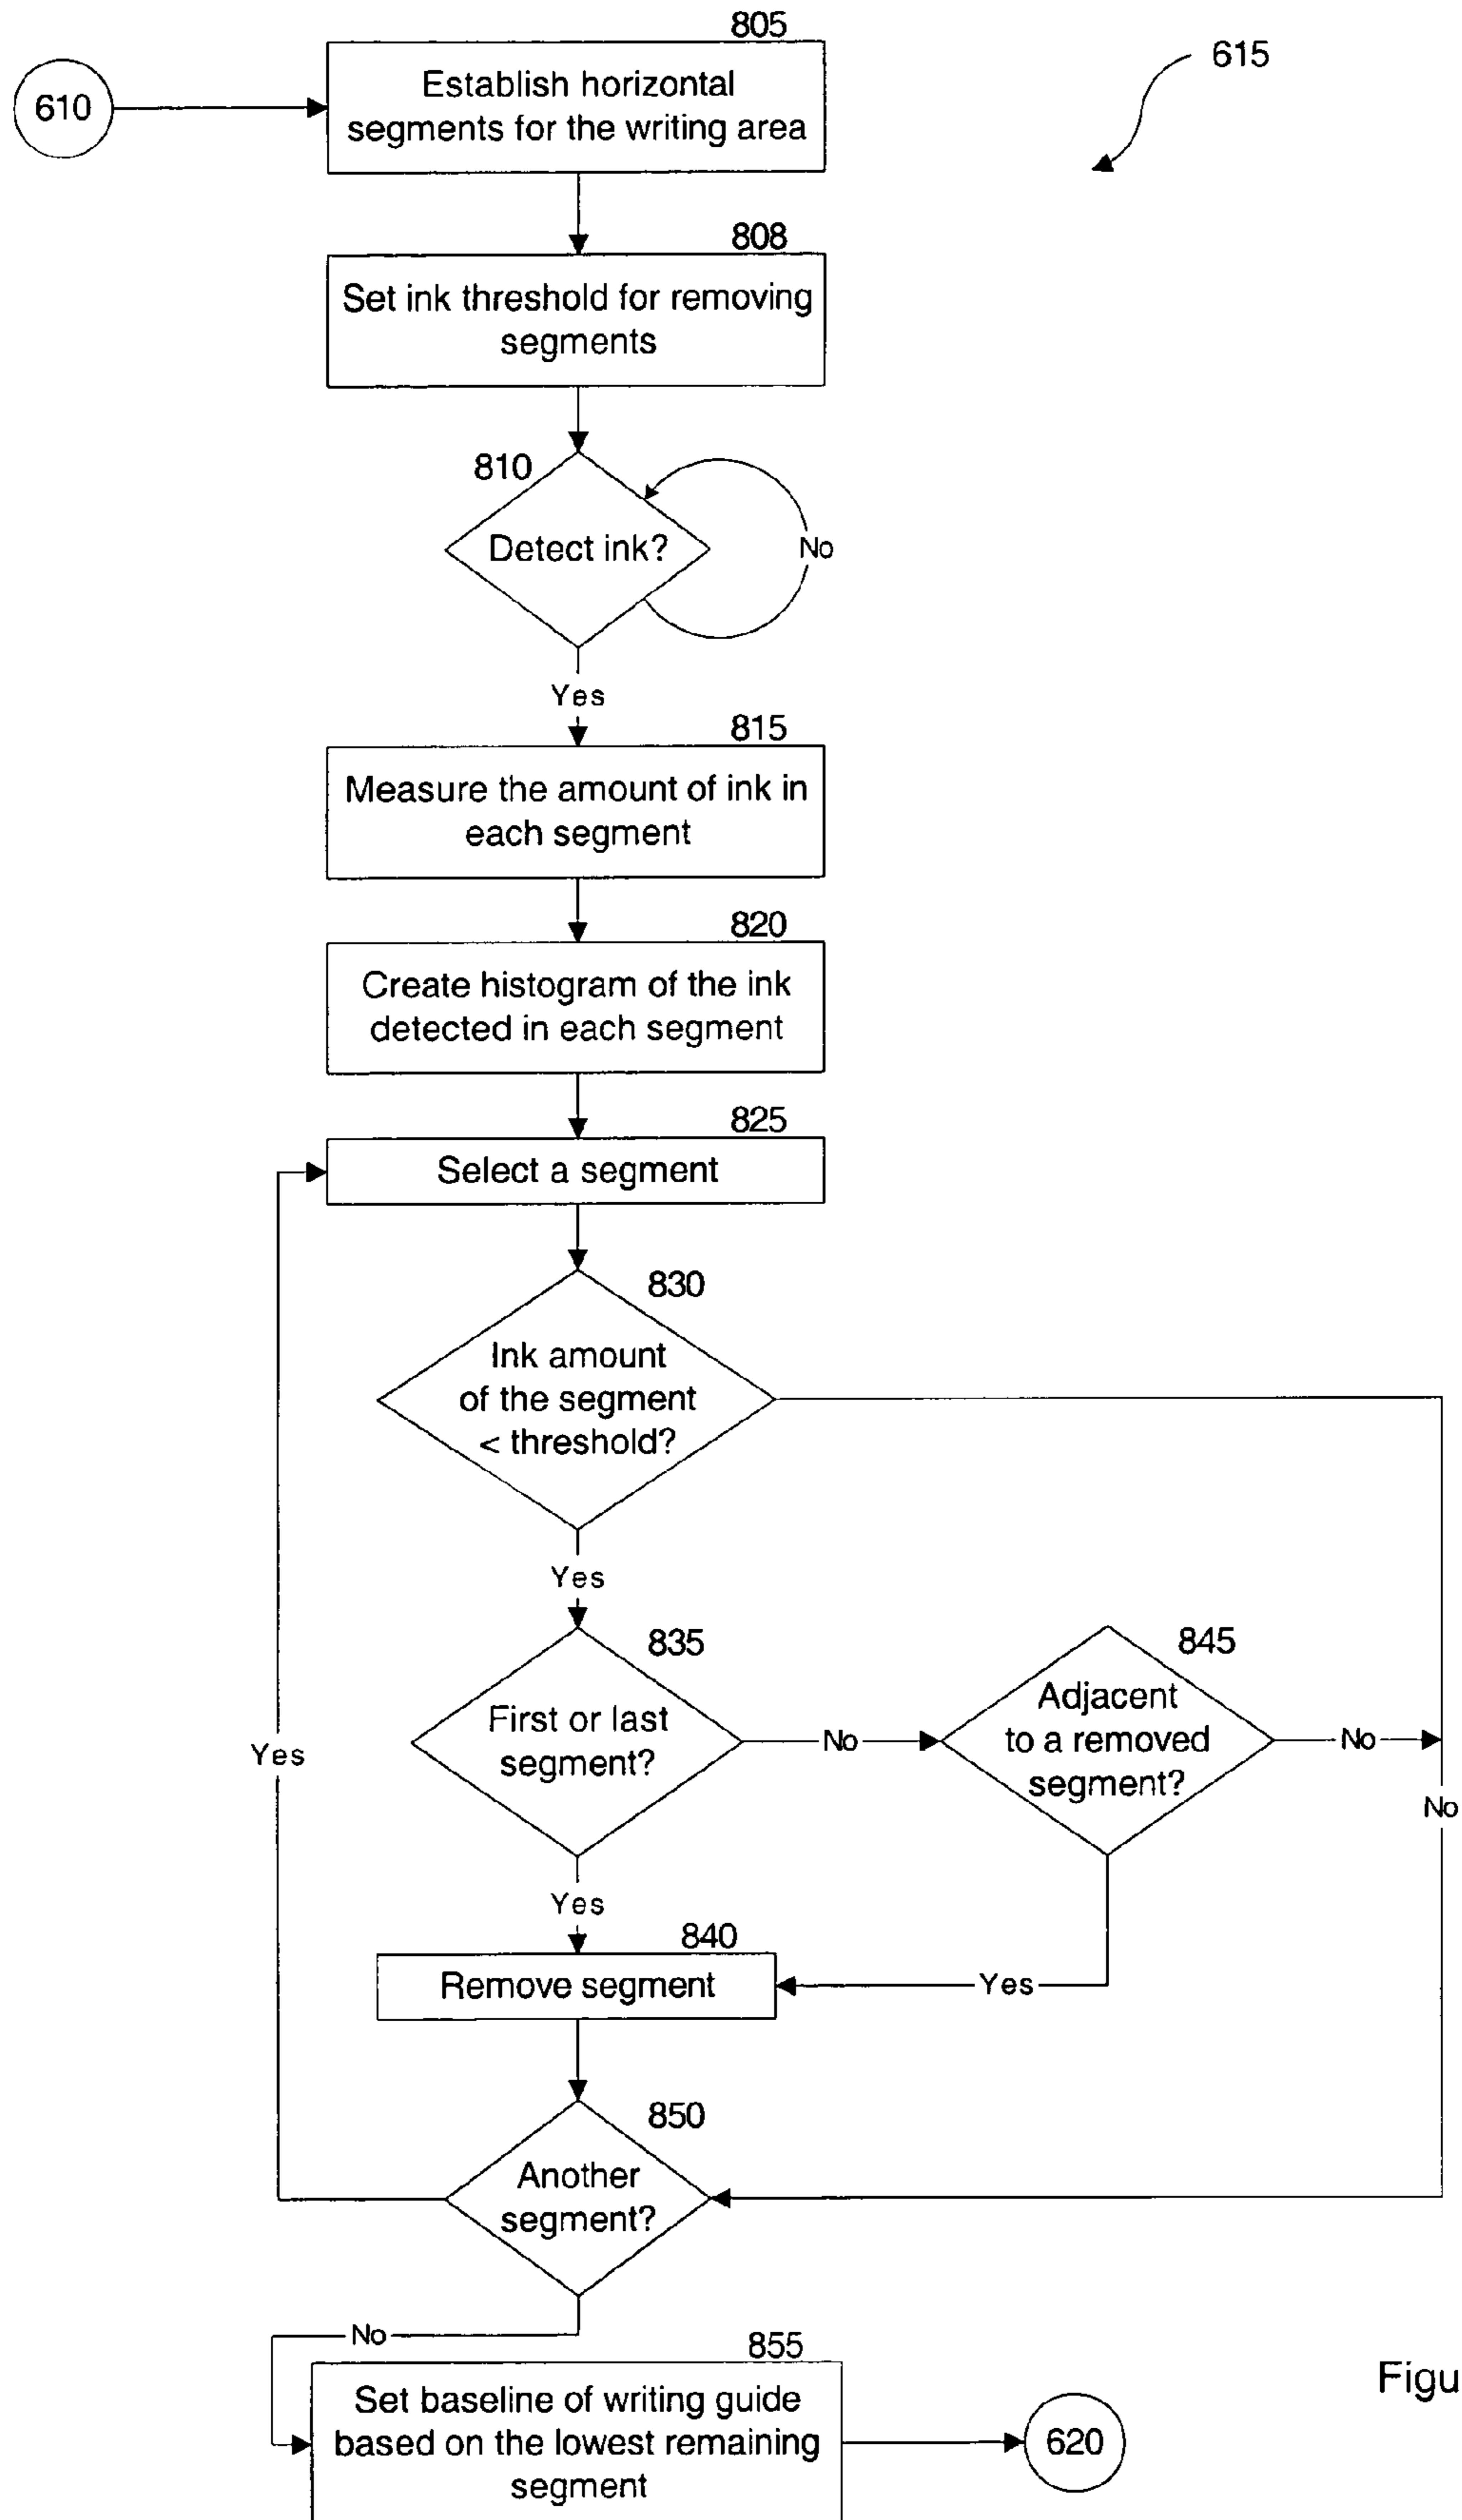 805
615
610
Establish horizontal
segments for the writing area
808
Set ink threshold for removing
segments
810
Detect ink?
No
Yes
815
Measure the amount of ink in
each segment
820
Create histogram of the ink
detected in each segment
825
Select a segment
830
Ink amount
of the segment
< threshold?
Yes
835
First or last
segment?
No
845
Adjacent
to a removed
segment?
No
Yes
No
Yes
840
Remove segment
Yes
850
Another
segment?
No
855
Set baseline of writing guide
based on the lowest remaining
segment
620
Figu